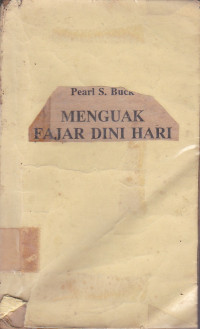 Pearl S. Buck
MENGUAK
FAJAR DINI HARI